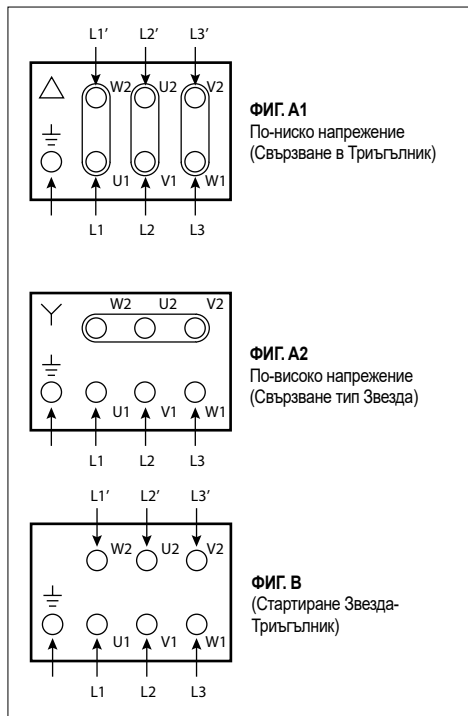 L1′ L2′ L3′
W2 U2 V2
U1 V1 W1
L1 L2 L3
ФИГ. A1
По-ниско напрежение
(Свързване в Триъгълник)
W2 U2 V2
U1 V1 W1
L1 L2 L3
ФИГ. A2
По-високо напрежение
(Свързване тип Звезда)
L1′ L2′ L3′
W2 U2 V2
U1 V1 W1
L1 L2 L3
ФИГ. B
(Стартиране Звезда-
Триъгълник)